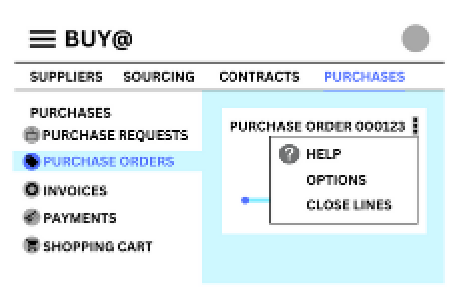 BUY@
SUPPLIERS SOURCING CONTRACTS PURCHASES
PURCHASES
PURCHASE REQUESTS
PURCHASE ORDERS
INVOICES
PAYMENTS
SHOPPING CART
PURCHASE ORDER 000123
? HELP
OPTIONS
CLOSE LINES